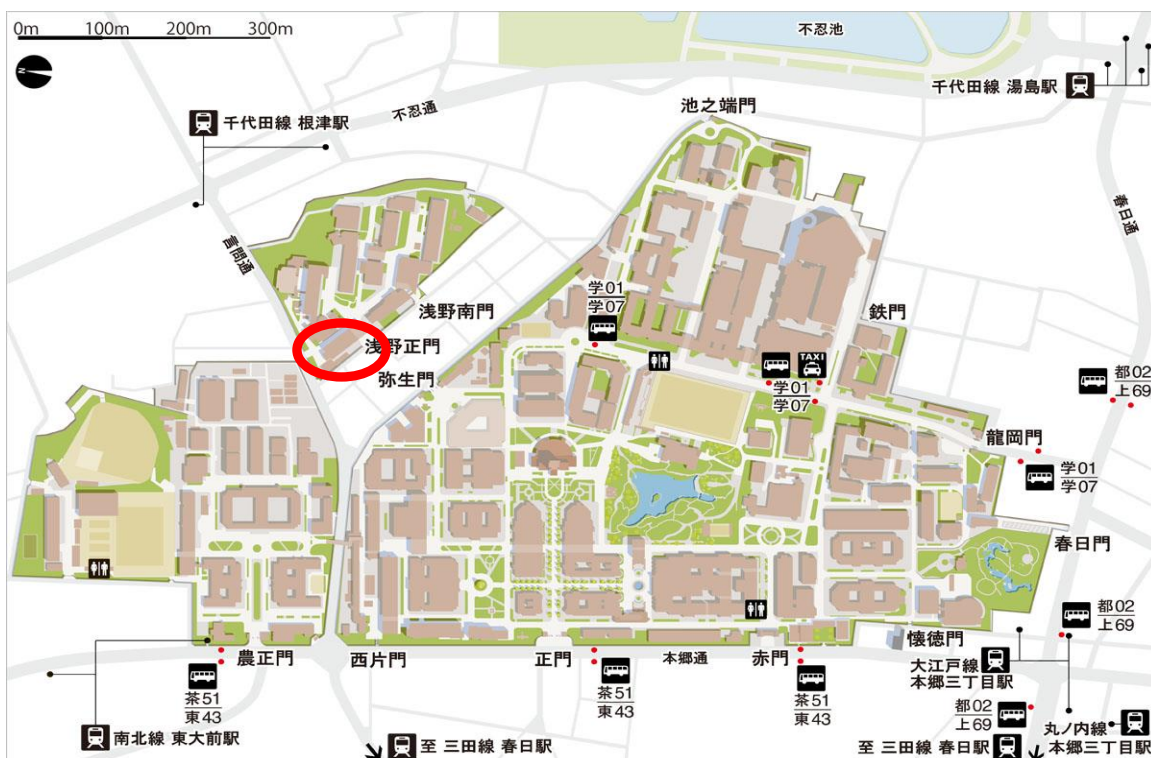 0m 100m 200m 300m
N
不忍池
千代田線 湯島駅
池之端門
千代田線 根津駅
不忍通
春日通
言問通
浅野南門
学01
学07
鉄門
浅野正門
弥生門
TAXI
学01
学07
都02
上69
龍岡門
学01
学07
春日門
都02
上69
懐徳門
農正門
西片門
正門
本郷通
赤門
大江戸線
本郷三丁目駅
茶51
東43
茶51
東43
茶51
東43
都02
上69
丸ノ内線
本郷三丁目駅
南北線 東大前駅
至 三田線 春日駅
至 三田線 春日駅